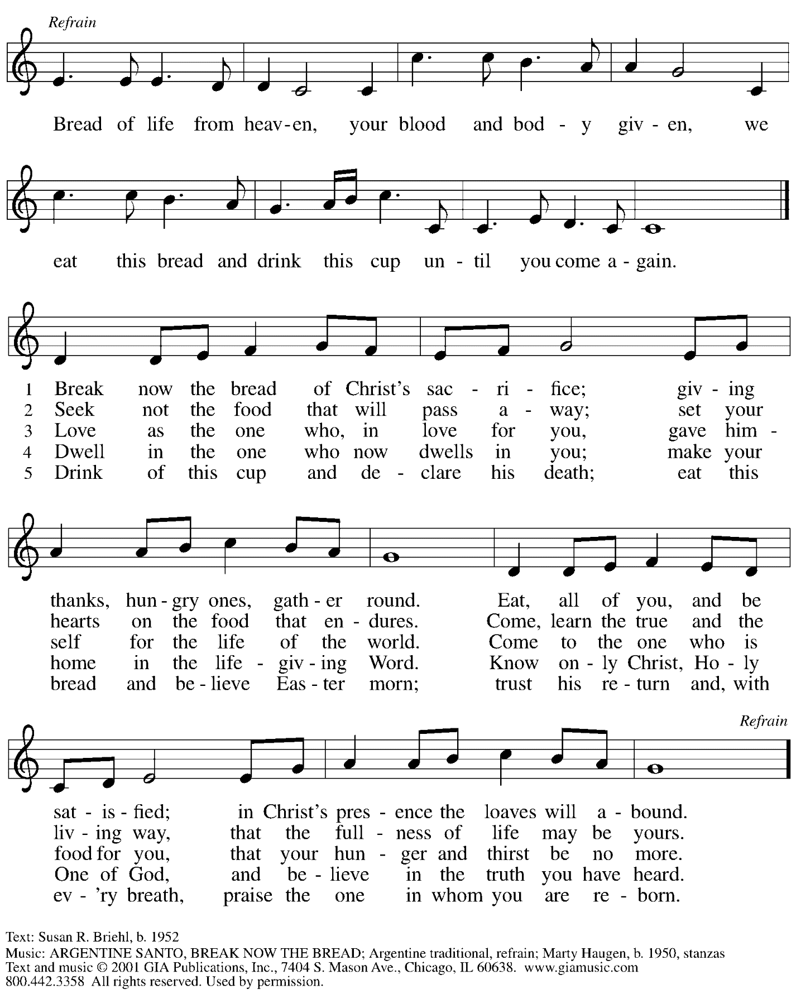 Refrain
Bread of life from heav-en, your blood and bod - y giv - en, we
eat this bread and drink this cup un - til you come a - gain.
1 Break now the bread of Christ's sac - ri - fice; giv - ing
2 Seek not the food that will pass a - way; set your
3 Love as the one who, in love for you, gave him -
4 Dwell in the one who now dwells in you; make your
5 Drink of this cup and de - clare his death; eat this
thanks, hun - gry ones, gath - er round. Eat, all of you, and be
hearts on the food that en - dures. Come, learn the true and the
self for the life of the world. Come to the one who is
home in the life - giv - ing Word. Know on - ly Christ, Ho - ly
bread and be - lieve Eas - ter morn; trust his re - turn and, with
Refrain
sat - is - fied; in Christ's pres - ence the loaves will a - bound.
liv - ing way, that the full - ness of life may be yours.
food for you, that your hun - ger and thirst be no more.
One of God, and be - lieve in the truth you have heard.
ev - 'ry breath, praise the one in whom you are re - born.
Text: Susan R. Briehl, b. 1952
Music: ARGENTINE SANTO, BREAK NOW THE BREAD; Argentine traditional, refrain; Marty Haugen, b. 1950, stanzas
Text and music © 2001 GIA Publications, Inc., 7404 S. Mason Ave., Chicago, IL 60638. www.giamusic.com
800.442.3358 All rights reserved. Used by permission.